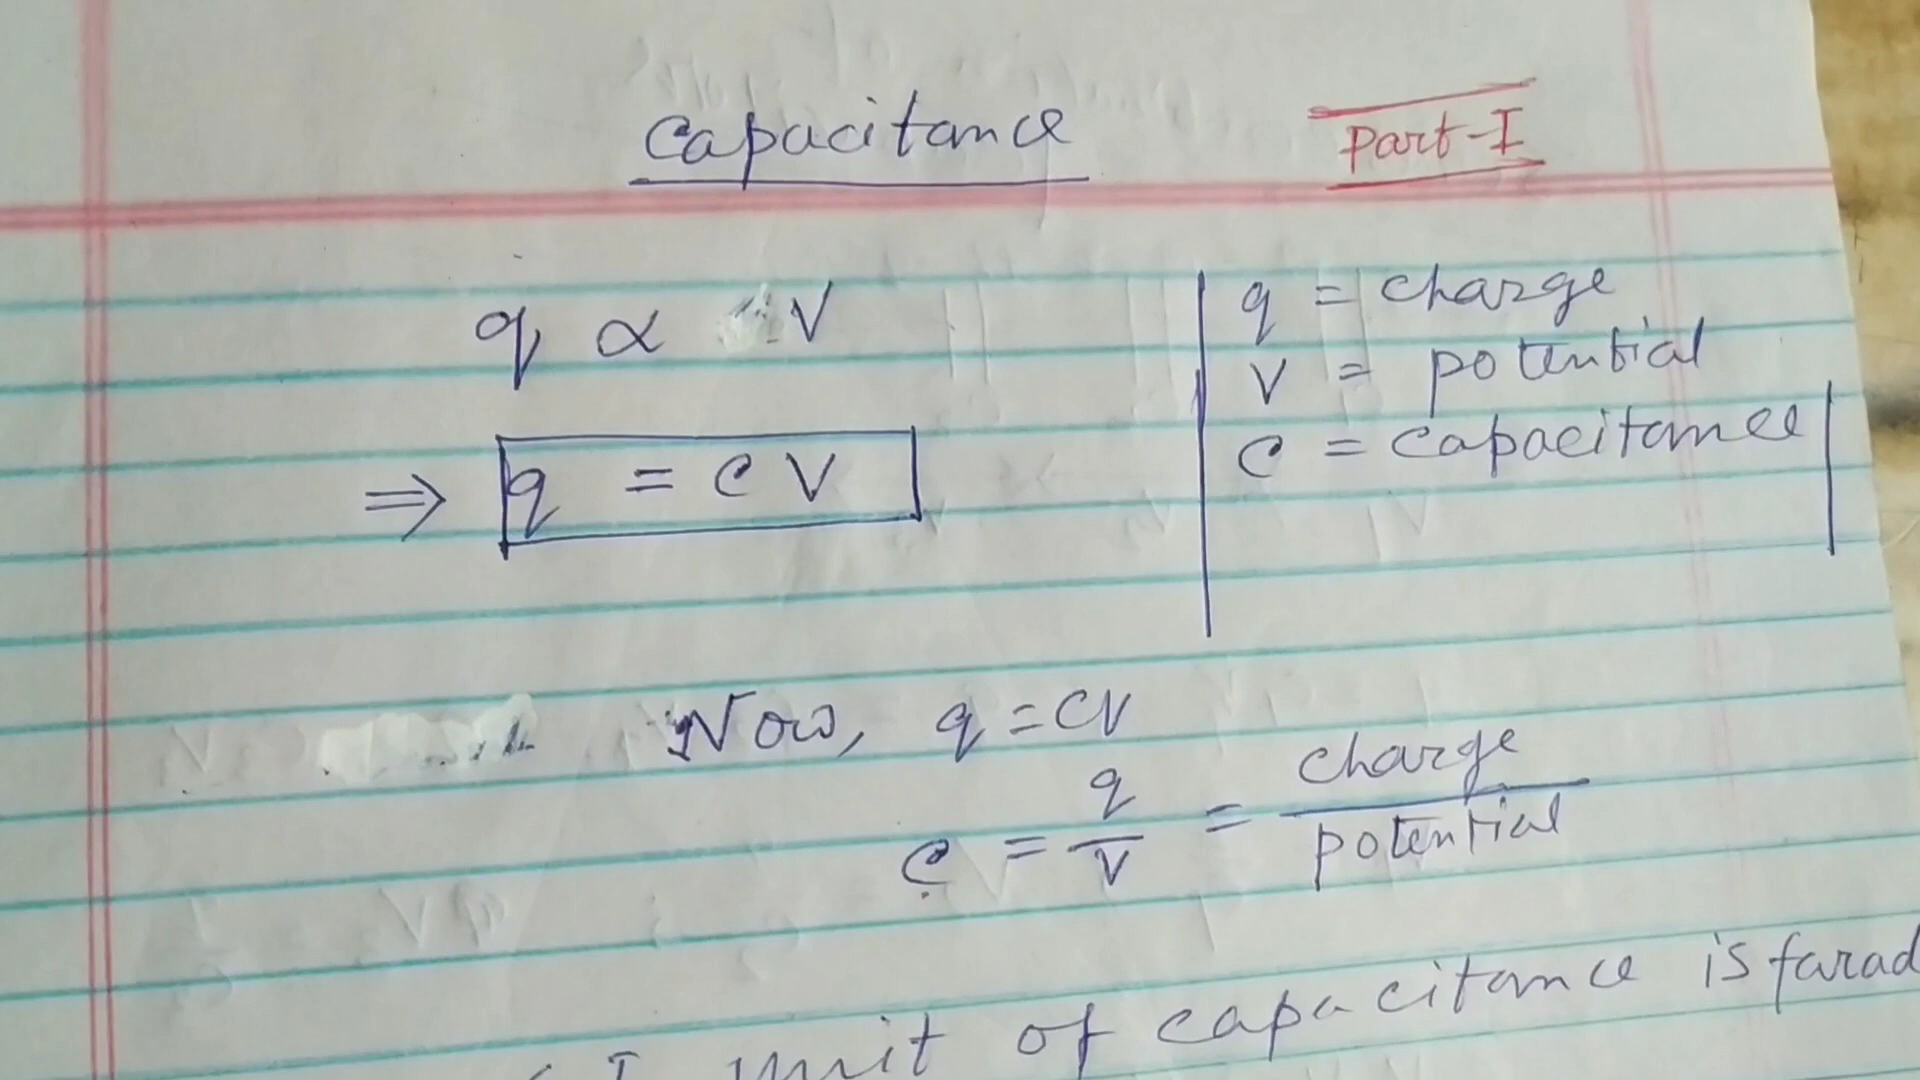 Capacitance
Part-I
q ∝ V
⇒ q = CV
q = charge
V = potential
C = capacitance
Now, q = CV
C = q/V = charge/potential
S I unit of capacitance is farad